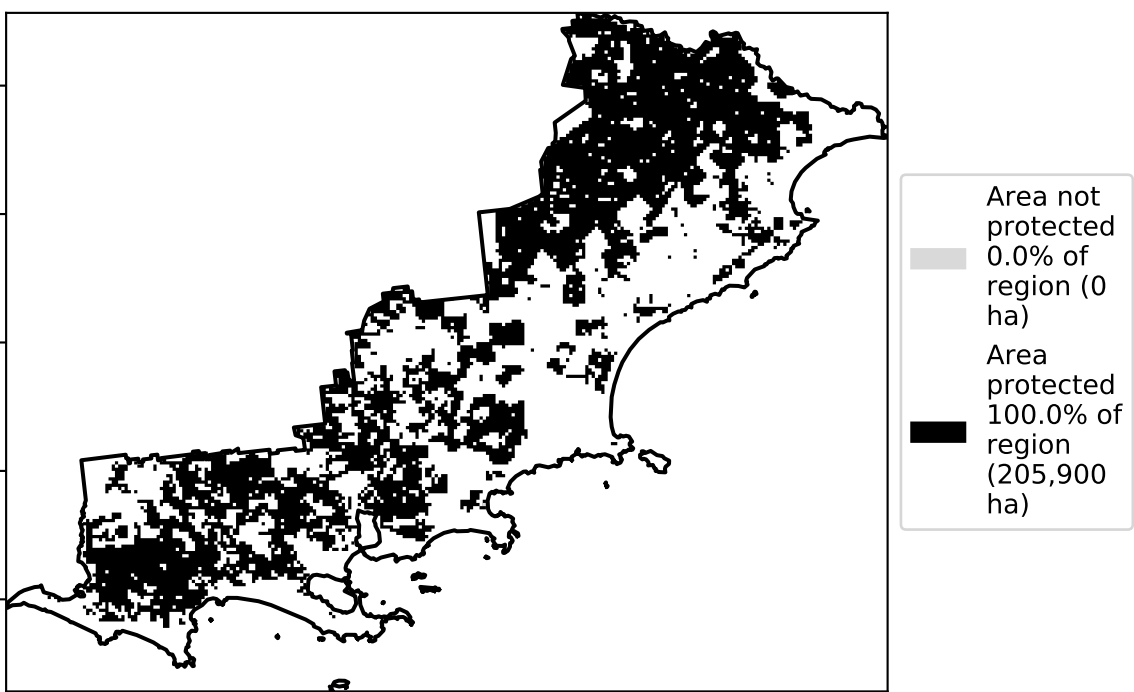 Area not
protected
0.0% of
region (0
ha)
Area
protected
100.0% of
region
(205,900
ha)